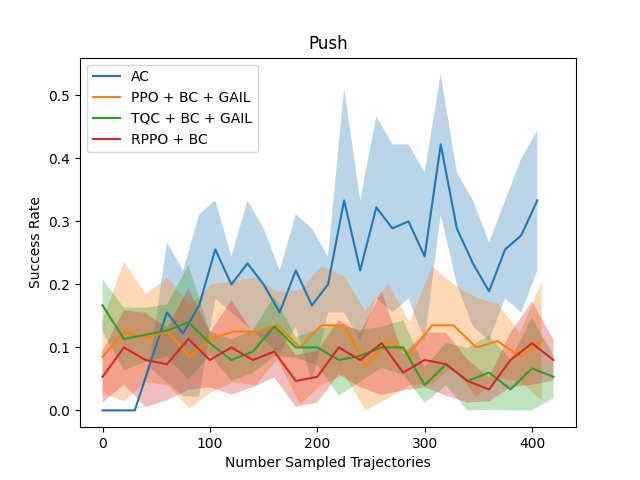 Push
AC
PPO + BC + GAIL
TQC + BC + GAIL
RPPO + BC
Success Rate
0.5
0.4
0.3
0.2
0.1
0.0
0
100
200
300
400
Number Sampled Trajectories